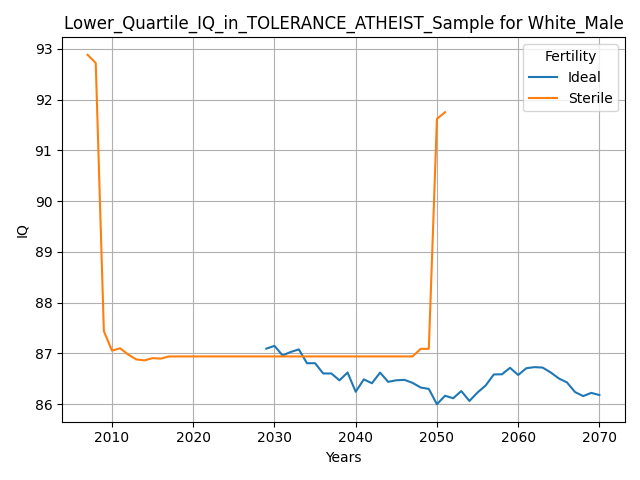 Lower_Quartile_IQ_in_TOLERANCE_ATHEIST_Sample for White_Male
Fertility
Ideal
Sterile
IQ
93
92
91
90
89
88
87
86
2010
2020
2030
2040
2050
2060
2070
Years